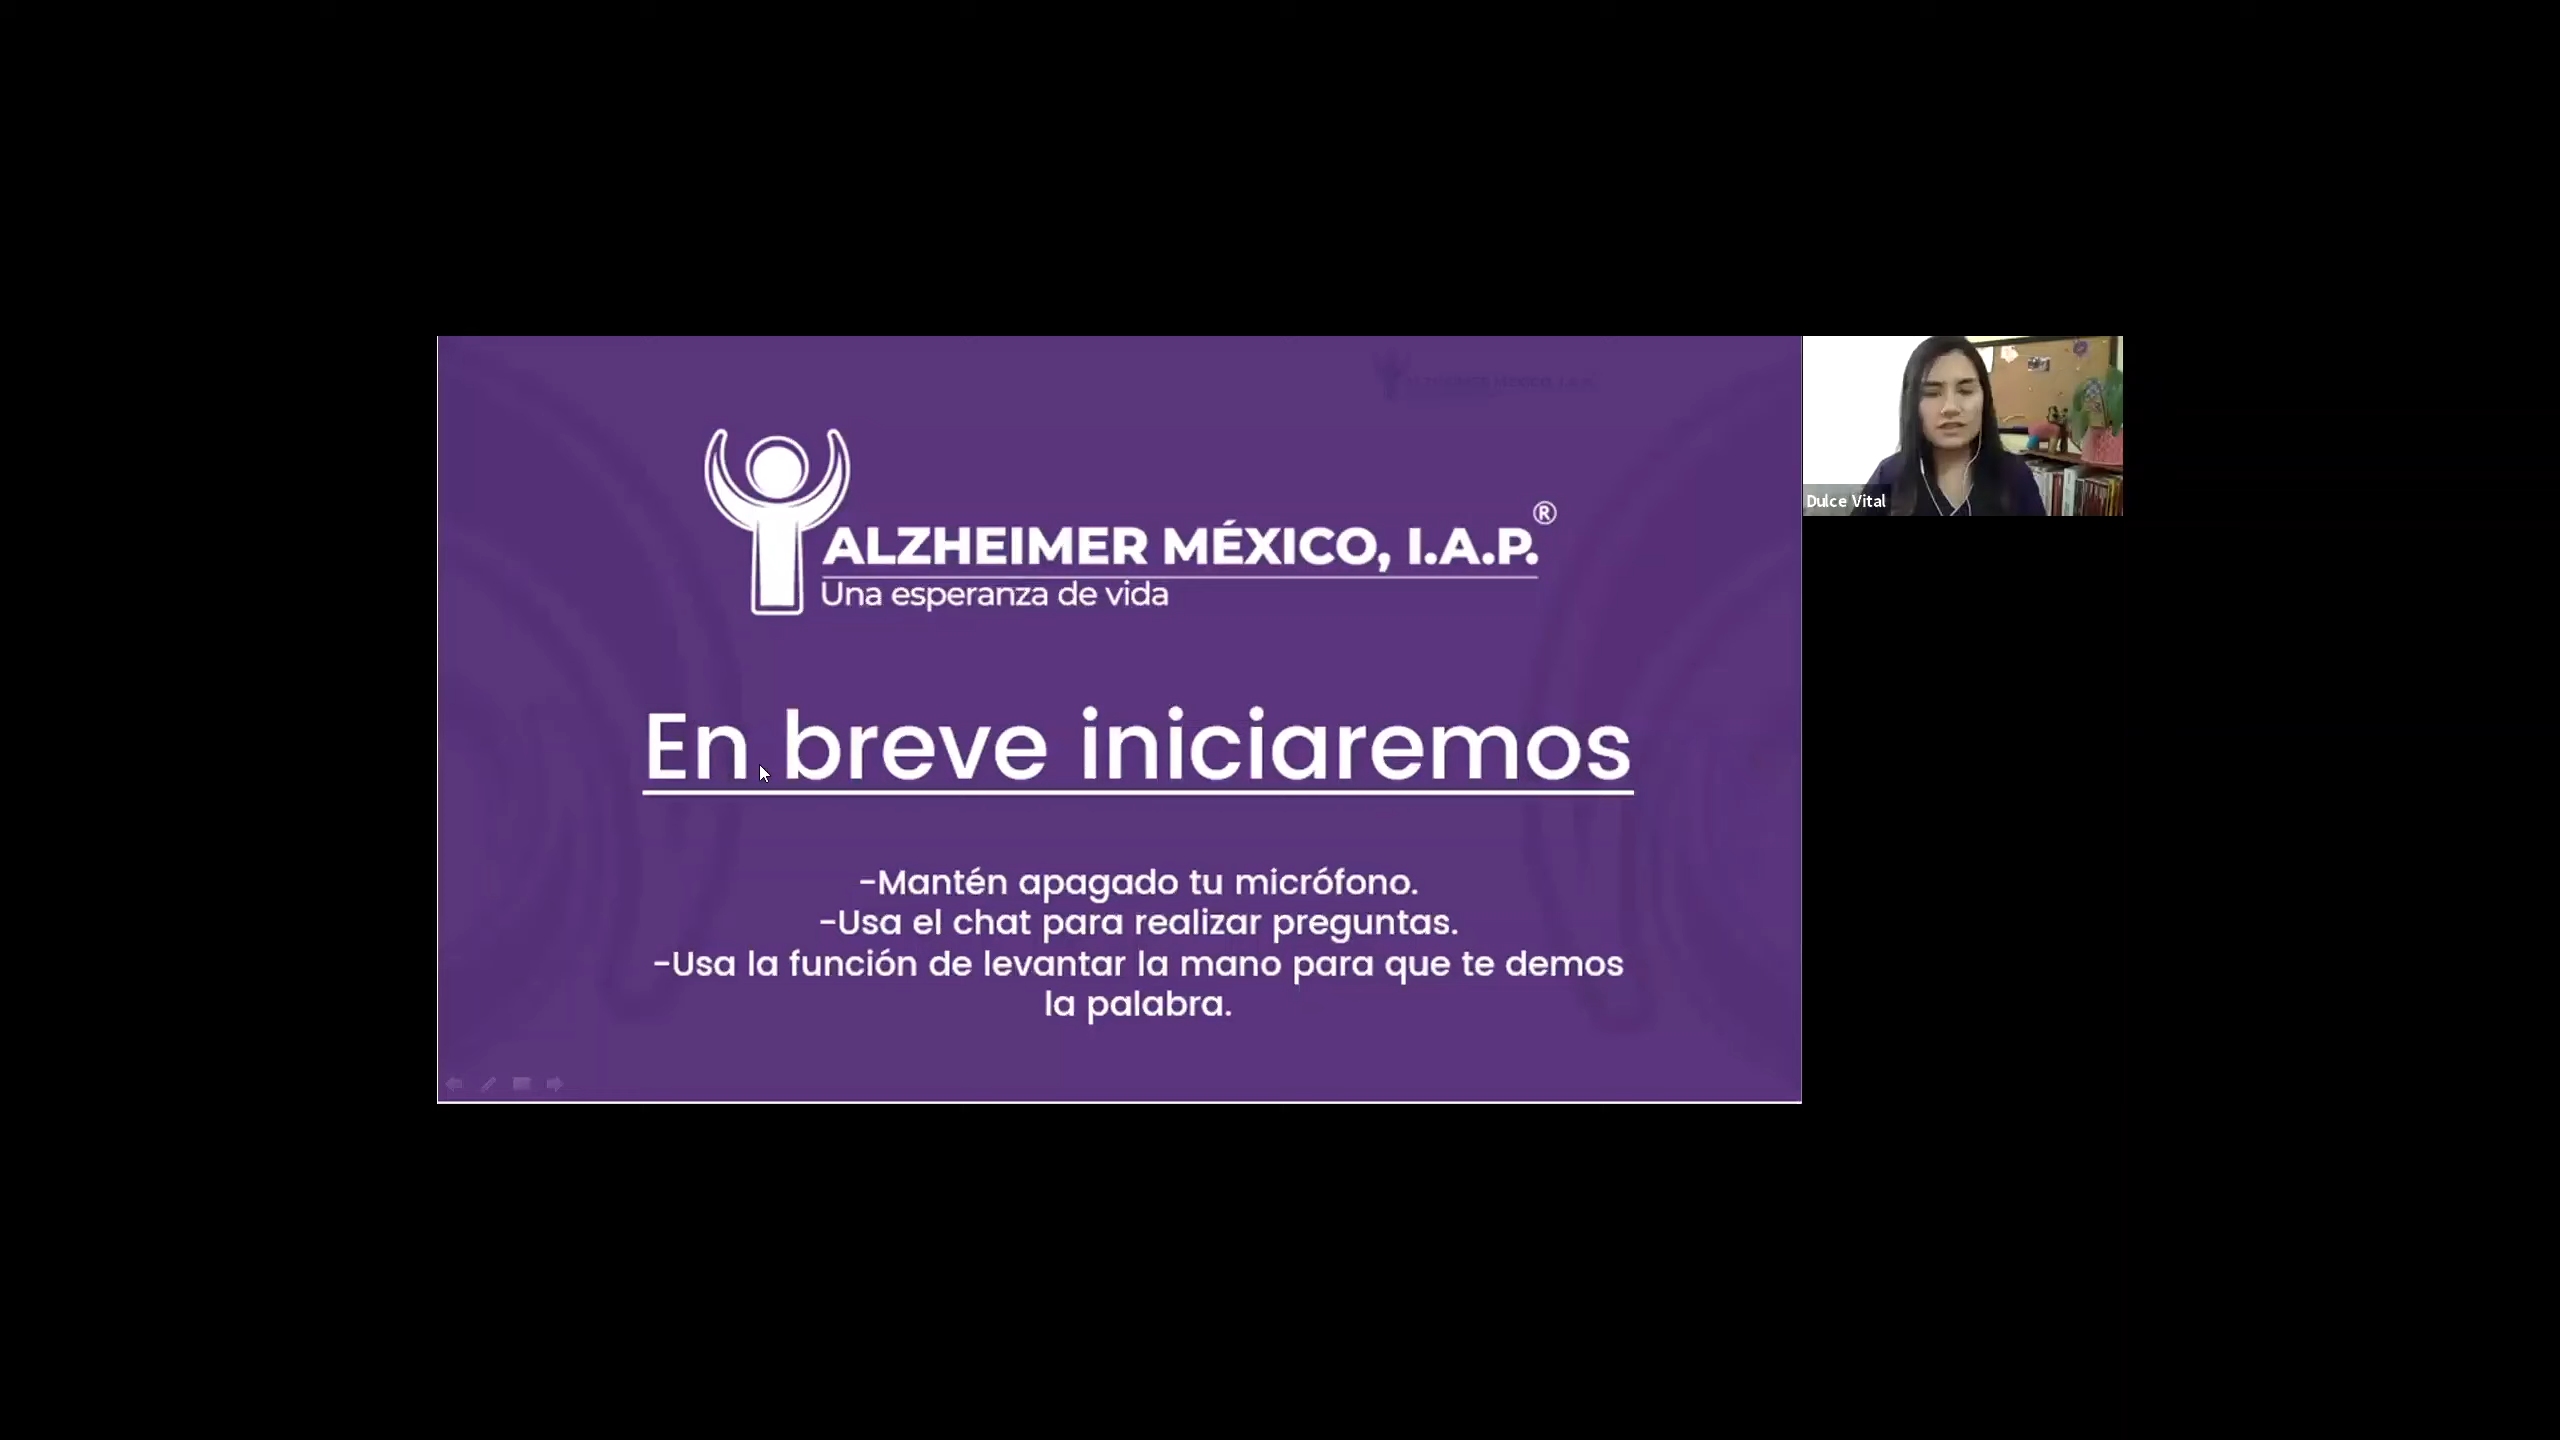 ALZHEIMER MÉXICO, I.A.P.®
Una esperanza de vida
En breve iniciaremos
-Mantén apagado tu micrófono.
-Usa el chat para realizar preguntas.
-Usa la función de levantar la mano para que te demos
la palabra.
Dulce Vital